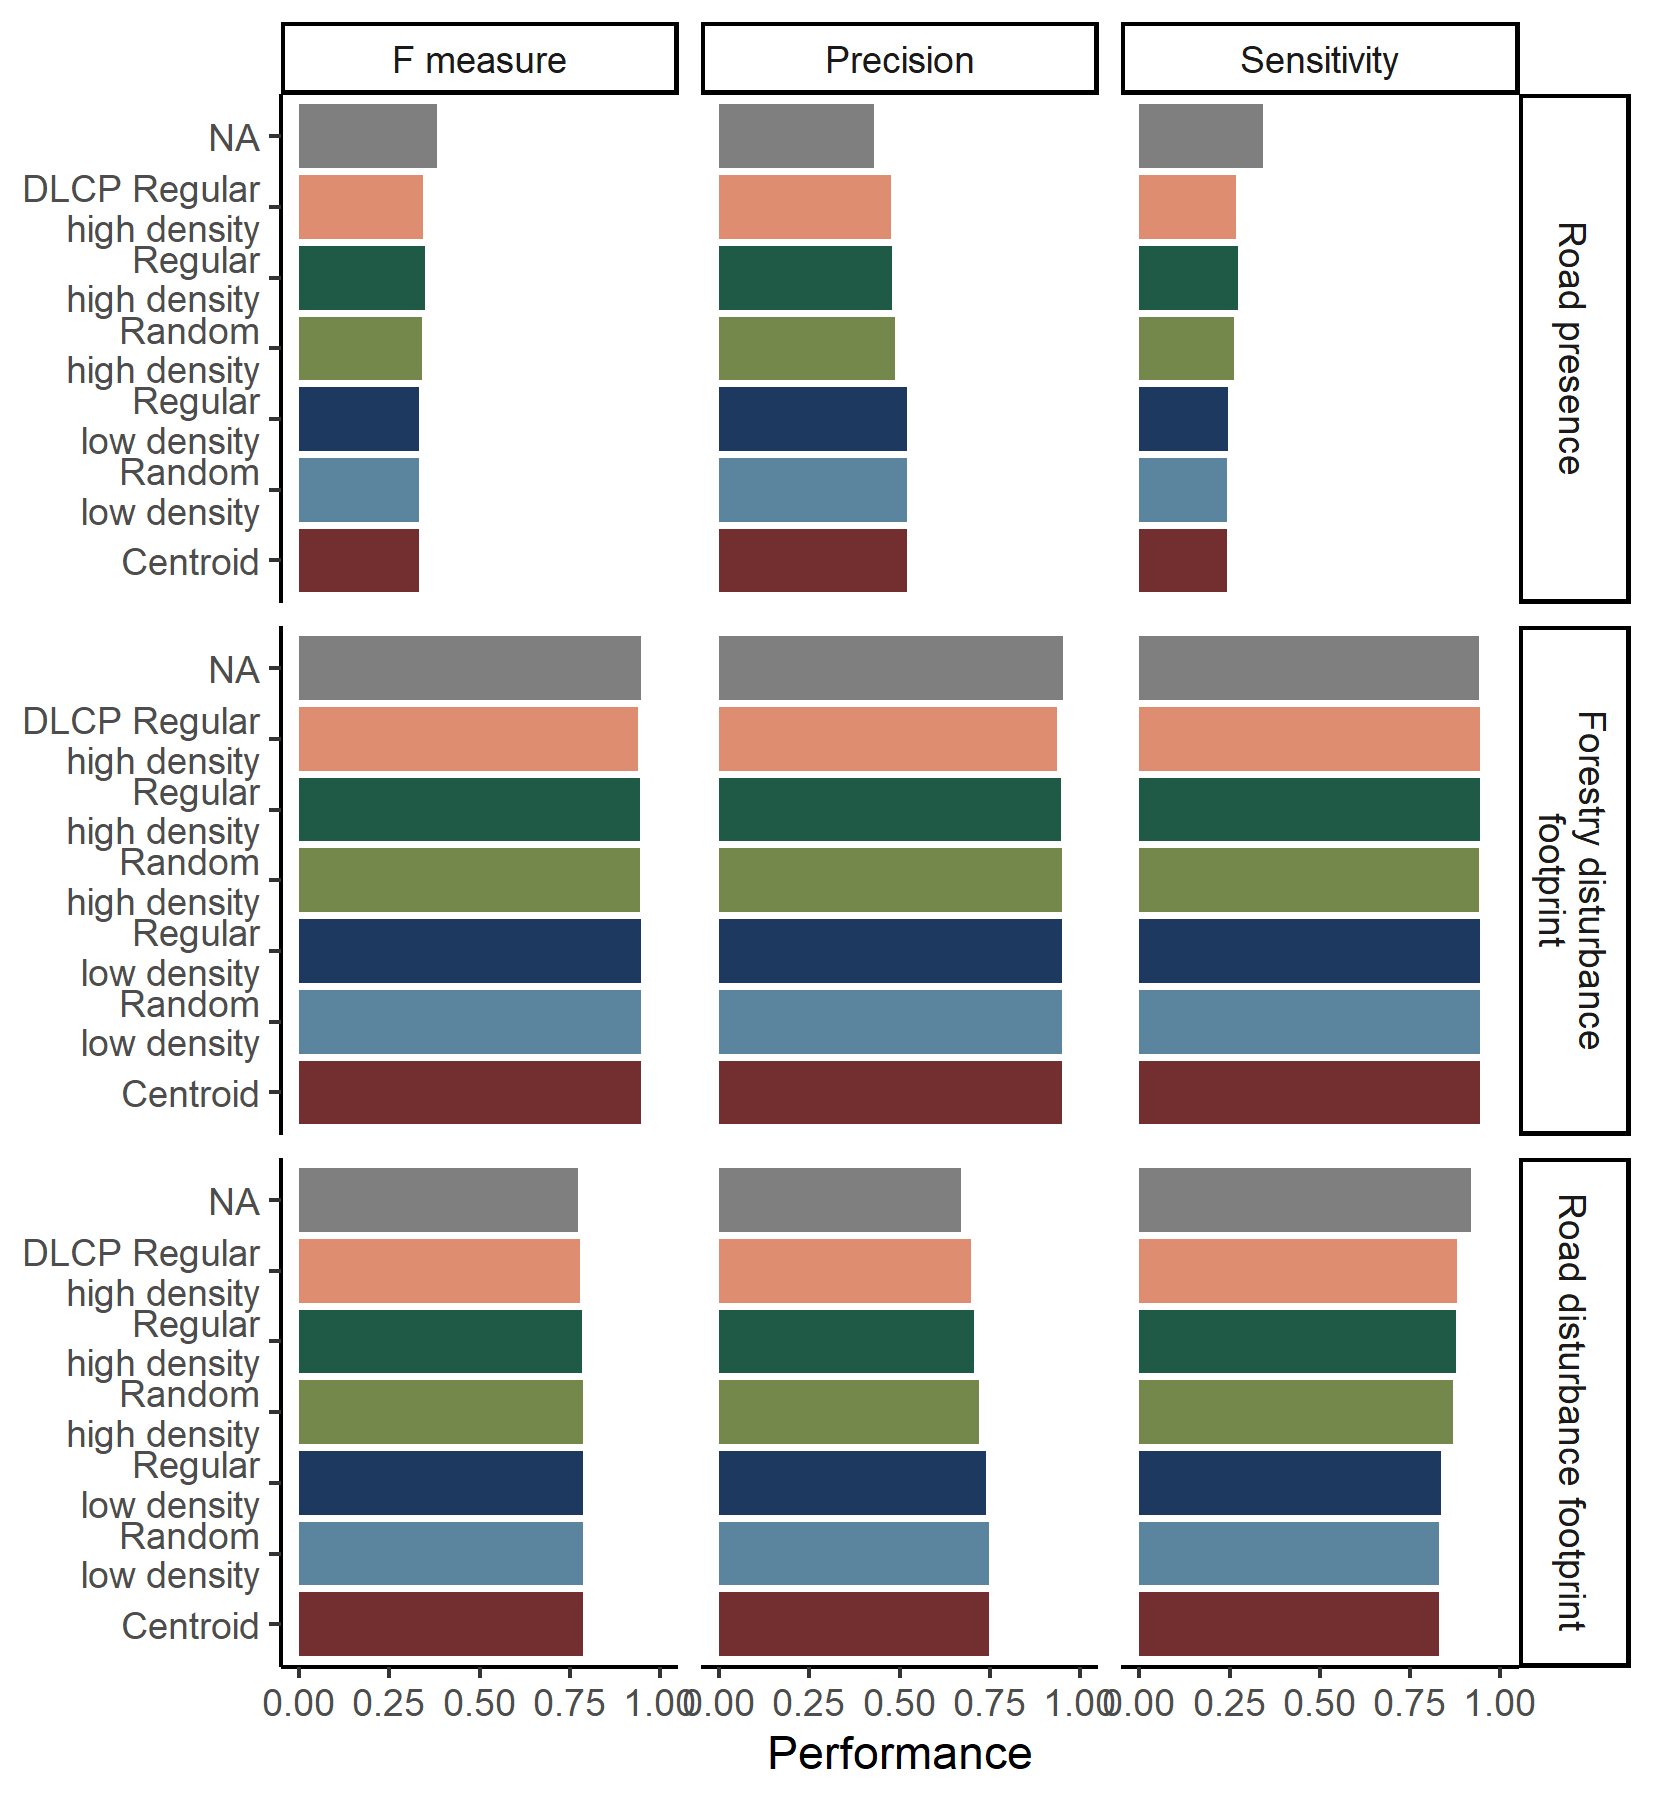 F measure
Precision
Sensitivity
NA
DLCP Regular
high density
Regular
high density
Random
high density
Regular
low density
Random
low density
Centroid
Road presence
NA
DLCP Regular
high density
Regular
high density
Random
high density
Regular
low density
Random
low density
Centroid
Forestry disturbance
footprint
NA
DLCP Regular
high density
Regular
high density
Random
high density
Regular
low density
Random
low density
Centroid
Road disturbance footprint
0.00 0.25 0.50 0.75 1.00
0.00 0.25 0.50 0.75 1.00
0.00 0.25 0.50 0.75 1.00
Performance